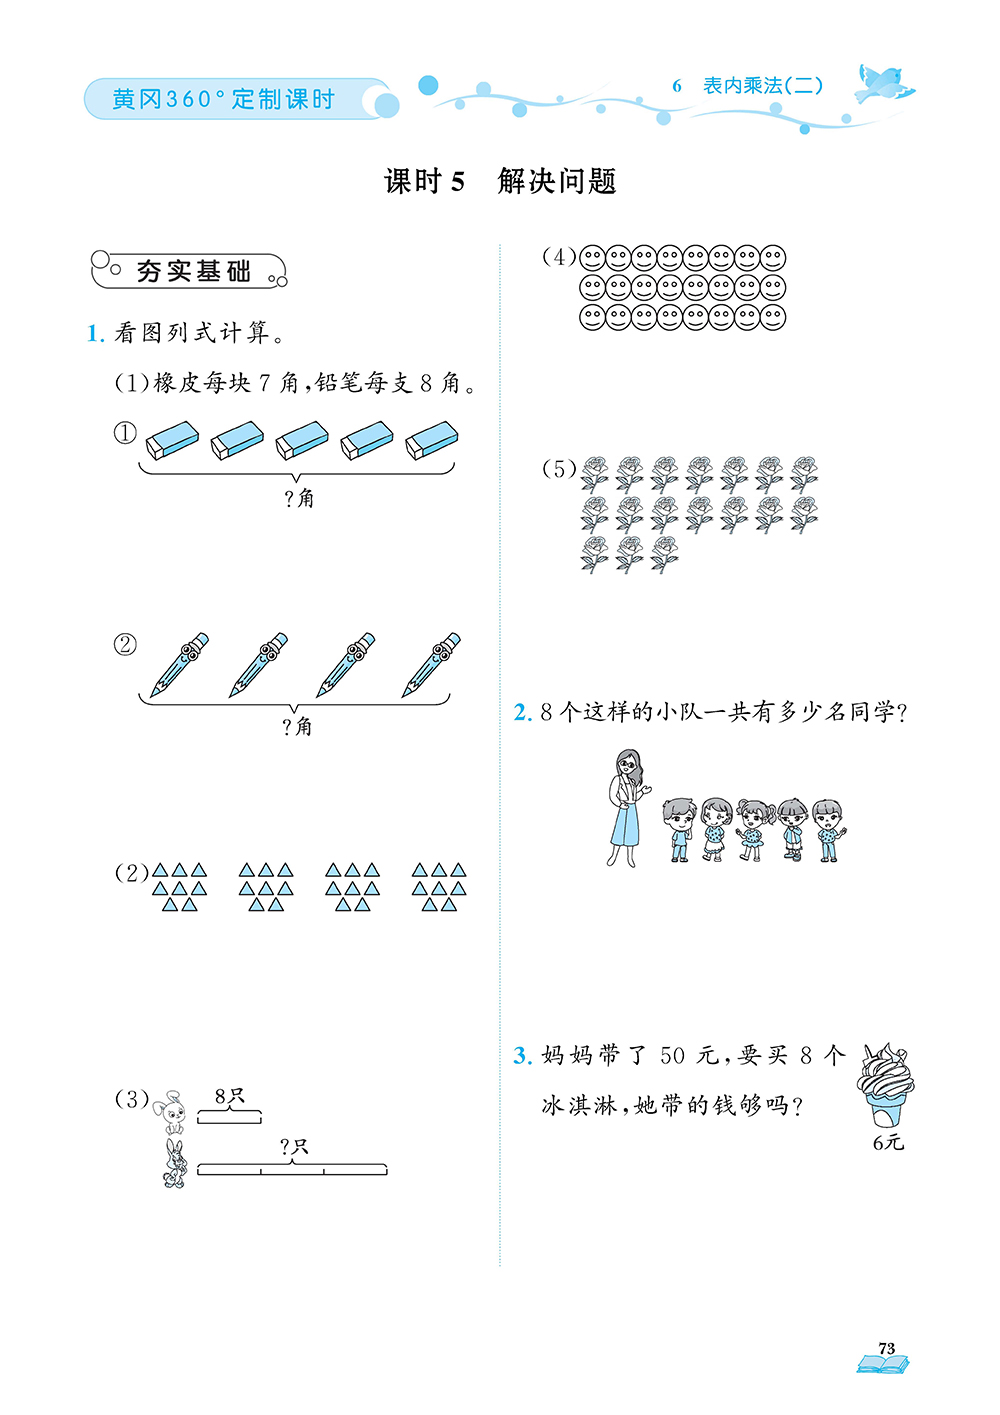 黄冈360°定制课时
6 表内乘法(二)
课时5 解决问题
夯实基础
1. 看图列式计算。
(1)橡皮每块7角,铅笔每支8角。
①
?角
②
?角
(2)
(3)
8只
?只
(4)
(5)
2. 8个这样的小队一共有多少名同学?
3. 妈妈带了50元,要买8个
冰淇淋,她带的钱够吗?
6元
73